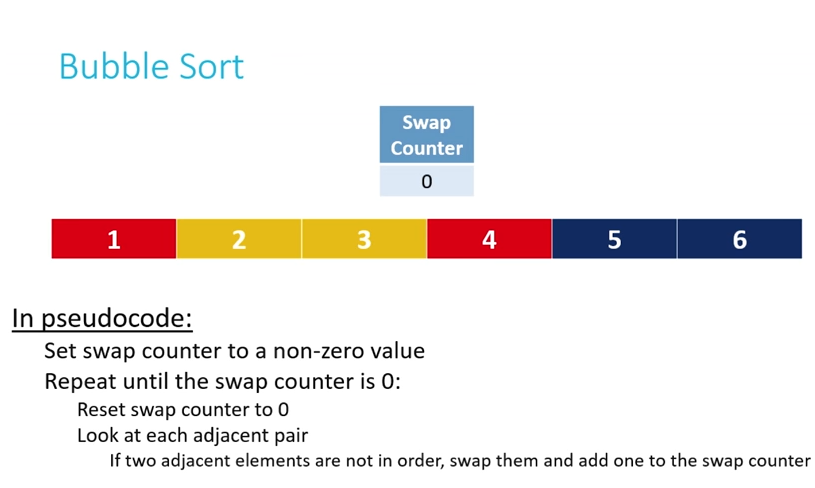 Bubble Sort
Swap
Counter
0
1 2 3 4 5 6
In pseudocode:
Set swap counter to a non-zero value
Repeat until the swap counter is 0:
Reset swap counter to 0
Look at each adjacent pair
If two adjacent elements are not in order, swap them and add one to the swap counter